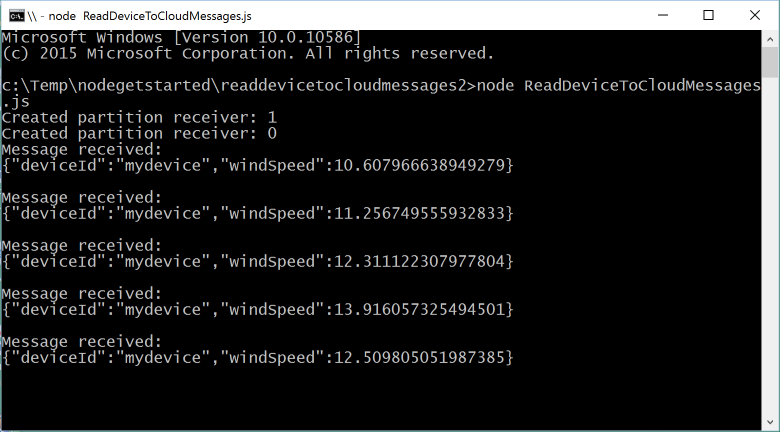 \\ - node  ReadDeviceToCloudMessages.js
Microsoft Windows [Version 10.0.10586]
(c) 2015 Microsoft Corporation. All rights reserved.
c:\Temp\nodegetstarted\readdevicetocloudmessages2>node ReadDeviceToCloudMessages
.js
Created partition receiver: 1
Created partition receiver: 0
Message received:
{"deviceId":"mydevice","windSpeed":10.607966638949279}
Message received:
{"deviceId":"mydevice","windSpeed":11.256749555932833}
Message received:
{"deviceId":"mydevice","windSpeed":12.311122307977804}
Message received:
{"deviceId":"mydevice","windSpeed":13.916057325494501}
Message received:
{"deviceId":"mydevice","windSpeed":12.509805051987385}